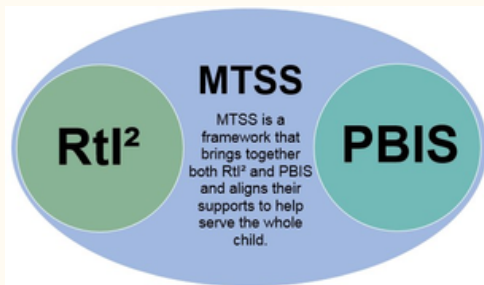 MTSS
MTSS is a
framework that
brings together
both RtI² and PBIS
and aligns their
supports to help
serve the whole
child.
RtI²
PBIS